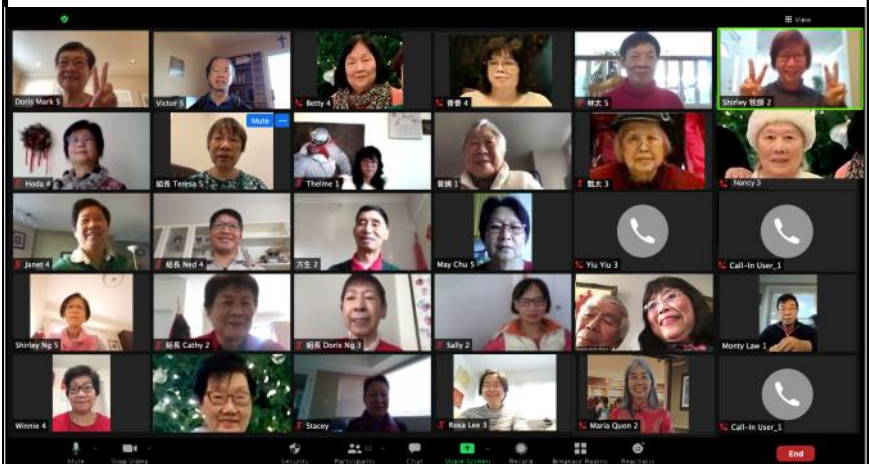 View
Doris Mark 5
Victor 5
Betty 4
香香 4
林太 5
Shirley 牧師 2
Mute
Hoda 4
組長 Teresa 5
Thelme 1
Nancy 3
甄太 3
Janet 4
組長 Ned 4
方生 2
May Chu 5
Yiu Yiu 3
Call-In User_1
Shirley Ng 5
組長 Cathy 2
組長 Doris Ng 3
Sally 2
Monty Law 1
Winnie 4
Stacey
Rosa Lee 3
Maria Quon 2
Call-In User_1
Mute
Stop Video
Security
Participants
Chat
Share Screen
Record
Breakout Rooms
Reactions
End